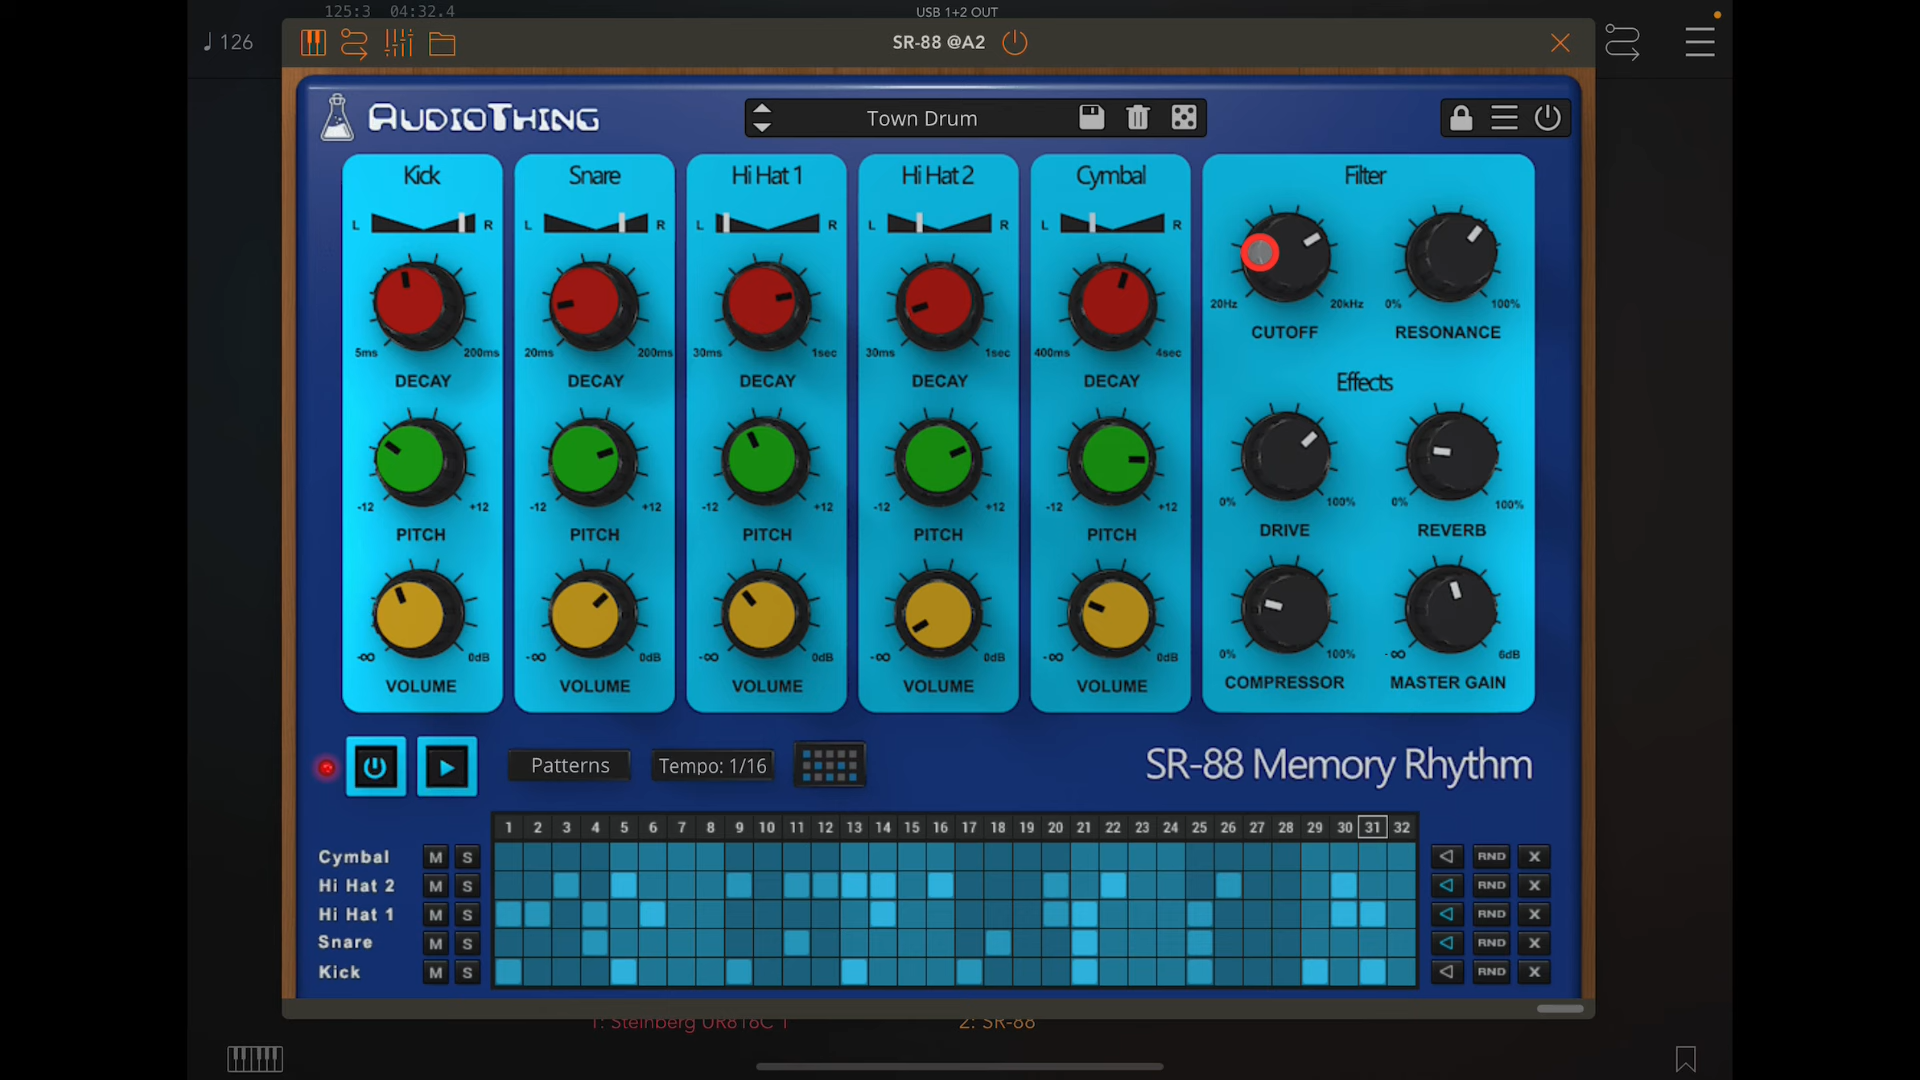 125:3 04:32.4
USB 1+2 OUT
♩ 126
SR-88 @A2
AUDIOTHING
Town Drum
Kick
Snare
Hi Hat 1
Hi Hat 2
Cymbal
Filter
L R
L R
L R
L R
L R
20Hz 20kHz
0% 100%
CUTOFF
RESONANCE
5ms 200ms
20ms 200ms
30ms 1sec
30ms 1sec
400ms 4sec
DECAY
DECAY
DECAY
DECAY
DECAY
Effects
-12 +12
-12 +12
-12 +12
-12 +12
-12 +12
0% 100%
0% 100%
PITCH
PITCH
PITCH
PITCH
PITCH
DRIVE
REVERB
-∞ 0dB
-∞ 0dB
-∞ 0dB
-∞ 0dB
-∞ 0dB
0% 100%
-∞ 6dB
VOLUME
VOLUME
VOLUME
VOLUME
VOLUME
COMPRESSOR
MASTER GAIN
Patterns
Tempo: 1/16
SR-88 Memory Rhythm
1 2 3 4 5 6 7 8 9 10 11 12 13 14 15 16 17 18 19 20 21 22 23 24 25 26 27 28 29 30 31 32
Cymbal M S RND X
Hi Hat 2 M S RND X
Hi Hat 1 M S RND X
Snare M S RND X
Kick M S RND X
1: Steinberg UR816C 1
2: SR-88